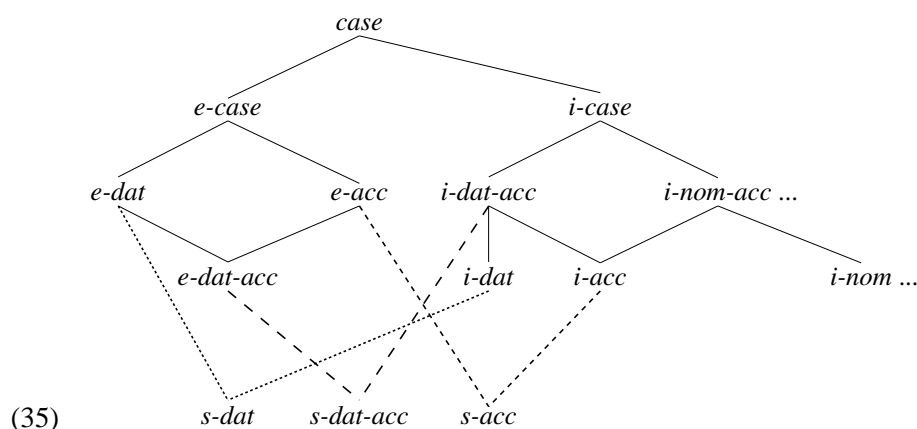 case
e-case i-case
e-dat e-acc i-dat-acc i-nom-acc ...
e-dat-acc i-dat i-acc i-nom ...
(35) s-dat s-dat-acc s-acc